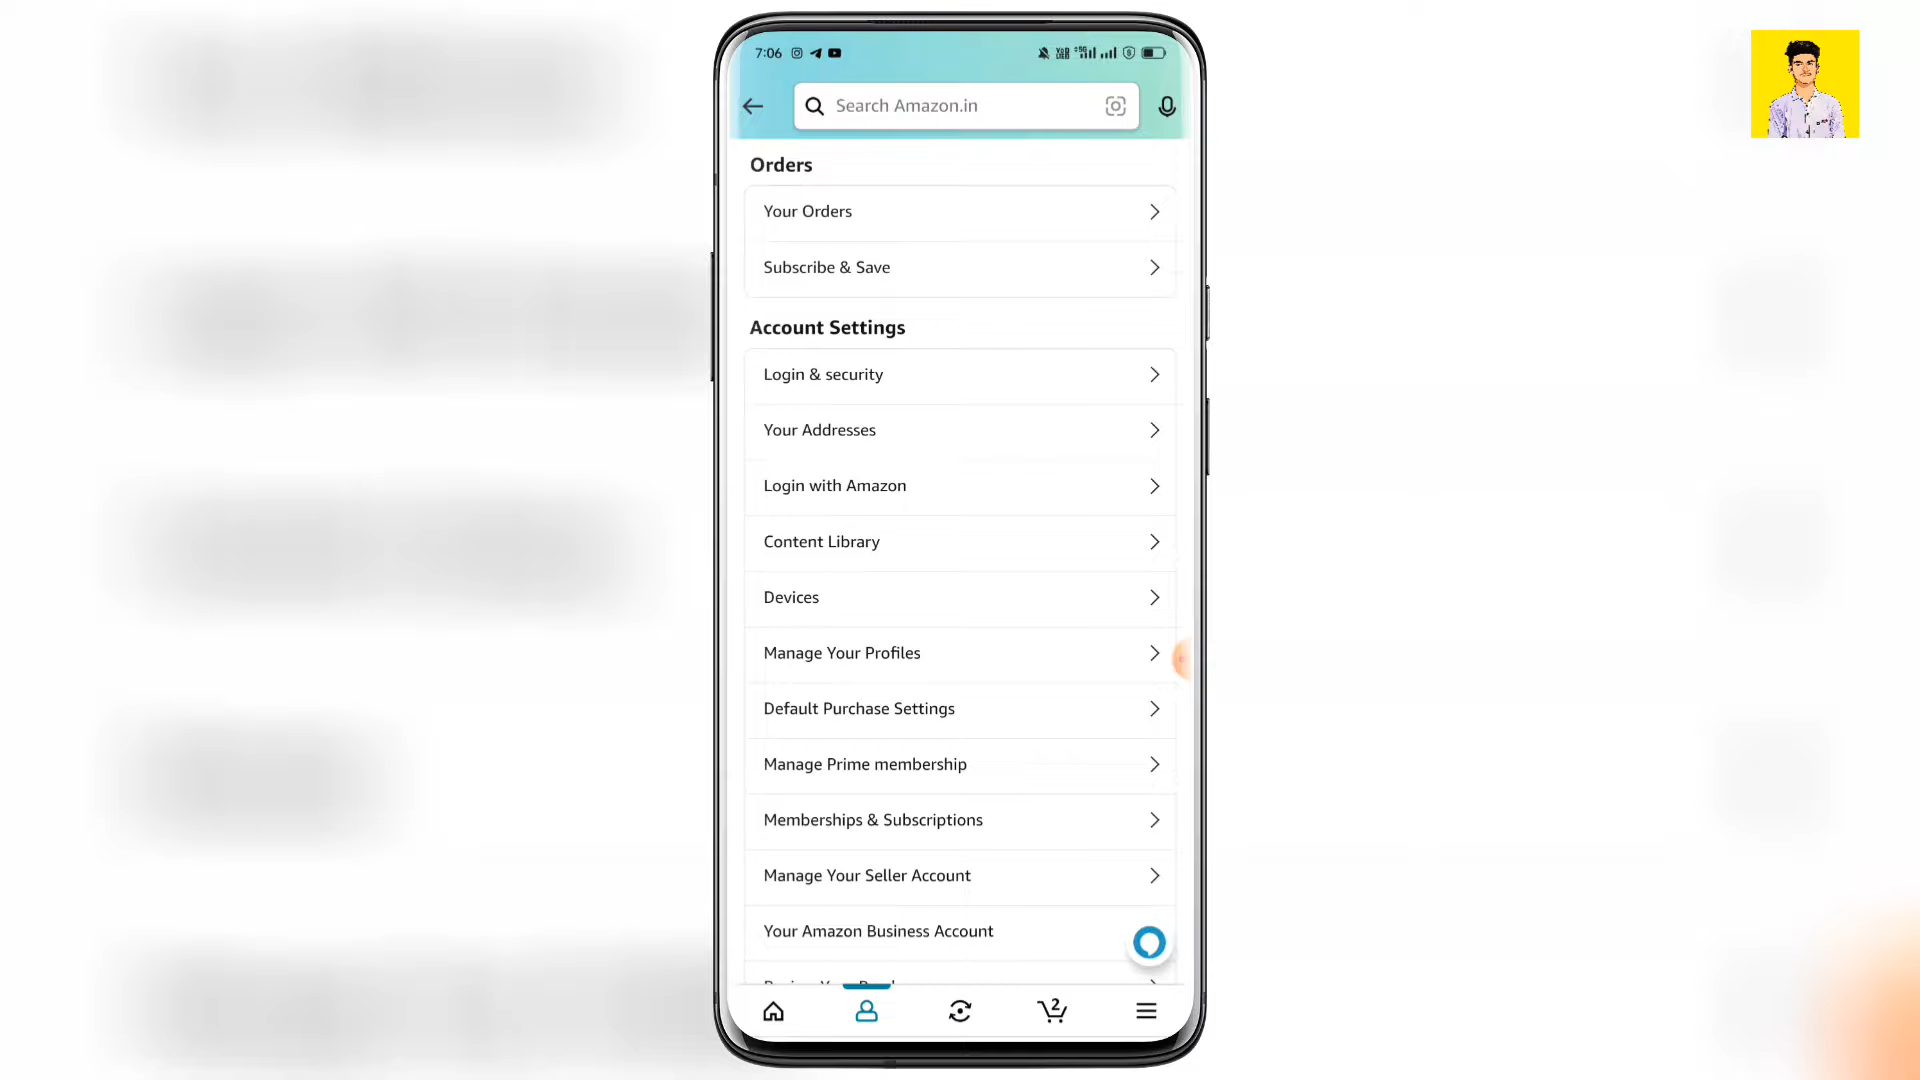 7:06
Search Amazon.in
Orders
Your Orders
Subscribe & Save
Account Settings
Login & security
Your Addresses
Login with Amazon
Content Library
Devices
Manage Your Profiles
Default Purchase Settings
Manage Prime membership
Memberships & Subscriptions
Manage Your Seller Account
Your Amazon Business Account
2